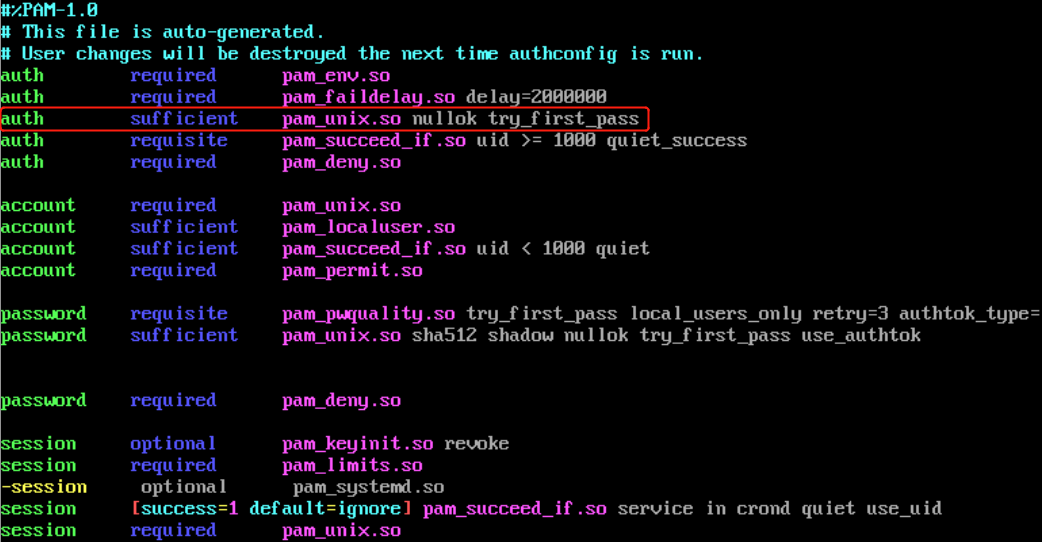 #%PAM-1.0
# This file is auto-generated.
# User changes will be destroyed the next time authconfig is run.
auth        required      pam_env.so
auth        required      pam_faildelay.so delay=2000000
auth        sufficient    pam_unix.so nullok try_first_pass
auth        requisite     pam_succeed_if.so uid >= 1000 quiet_success
auth        required      pam_deny.so
account     required      pam_unix.so
account     sufficient    pam_localuser.so
account     sufficient    pam_succeed_if.so uid < 1000 quiet
account     required      pam_permit.so
password    requisite     pam_pwquality.so try_first_pass local_users_only retry=3 authtok_type=
password    sufficient    pam_unix.so sha512 shadow nullok try_first_pass use_authtok
password    required      pam_deny.so
session     optional      pam_keyinit.so revoke
session     required      pam_limits.so
-session     optional      pam_systemd.so
session     [success=1 default=ignore] pam_succeed_if.so service in crond quiet use_uid
session     required      pam_unix.so